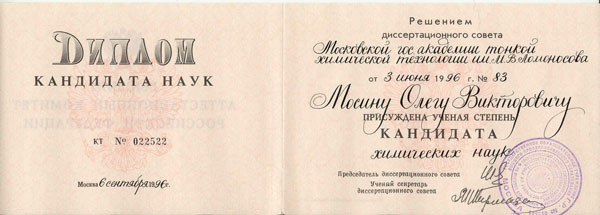 Диплом
КАНДИДАТА НАУК
КТ № 022522
Москва 6 сентября 1996 г.
Решением
диссертационного совета
Московской гос. академии тонкой
химической технологии им. М.В. Ломоносова
от 3 июня 1996 г. № 83
Мосину Олегу Викторовичу
ПРИСУЖДЕНА УЧЕНАЯ СТЕПЕНЬ
КАНДИДАТА
химических наук
Председатель диссертационного совета
Ученый секретарь
диссертационного совета